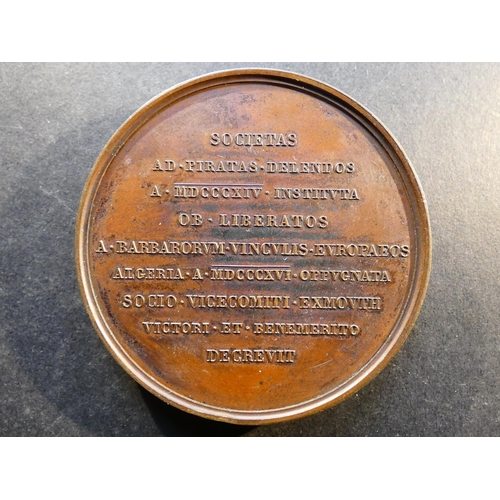 SOCIETAS
AD·PIRATAS·DELENDOS
A·MDCCCXIV·INSTITVTA
OB·LIBERATOS
A·BARBARORVM·VINCVLIS·EVROPAEOS
ALGERIA·A·MDCCCXVI·OPPVGNATA
SOCIO·VICECOMITI·EXMOVTH
VICTORI·ET·BENEMERITO
DECREVIT